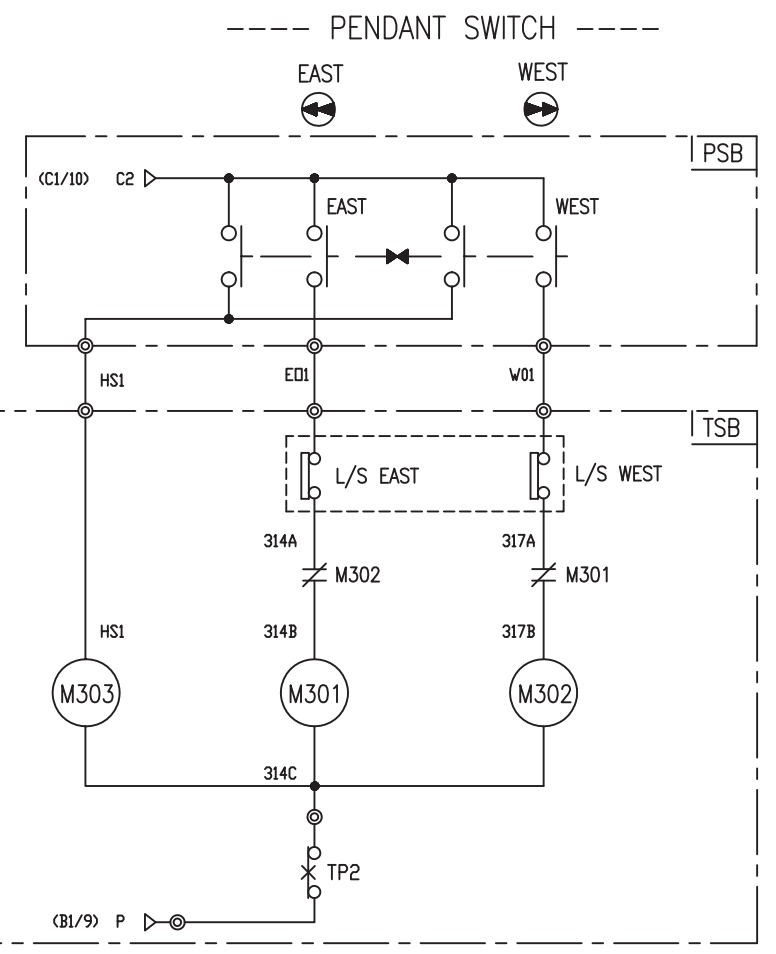 PENDANT SWITCH
EAST
WEST
PSB
(C1/10) C2
EAST
WEST
HS1
E01
W01
TSB
L/S EAST
L/S WEST
314A
317A
M302
M301
HS1
314B
317B
M303
M301
M302
314C
TP2
(B1/9) P